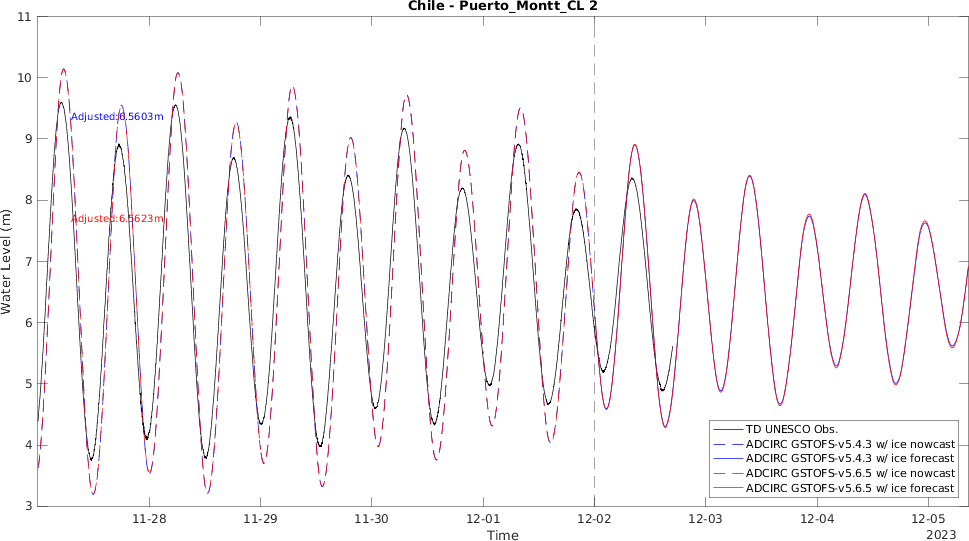 Chile - Puerto_Montt_CL 2
11
10
9
8
7
6
5
4
3
Water Level (m)
Adjusted:6.5603m
Adjusted:6.5623m
TD UNESCO Obs.
ADCIRC GSTOFS-v5.4.3 w/ ice nowcast
ADCIRC GSTOFS-v5.4.3 w/ ice forecast
ADCIRC GSTOFS-v5.6.5 w/ ice nowcast
ADCIRC GSTOFS-v5.6.5 w/ ice forecast
11-28 11-29 11-30 12-01 12-02 12-03 12-04 12-05
Time
2023